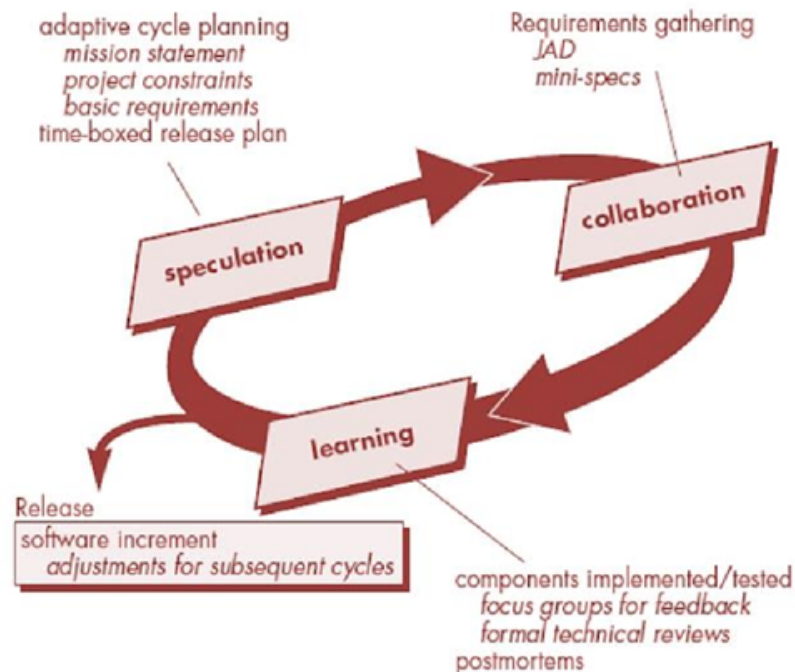 adaptive cycle planning
mission statement
project constraints
basic requirements
time-boxed release plan
Requirements gathering
JAD
mini-specs
speculation
collaboration
learning
Release
software increment
adjustments for subsequent cycles
components implemented/tested
focus groups for feedback
formal technical reviews
postmortems